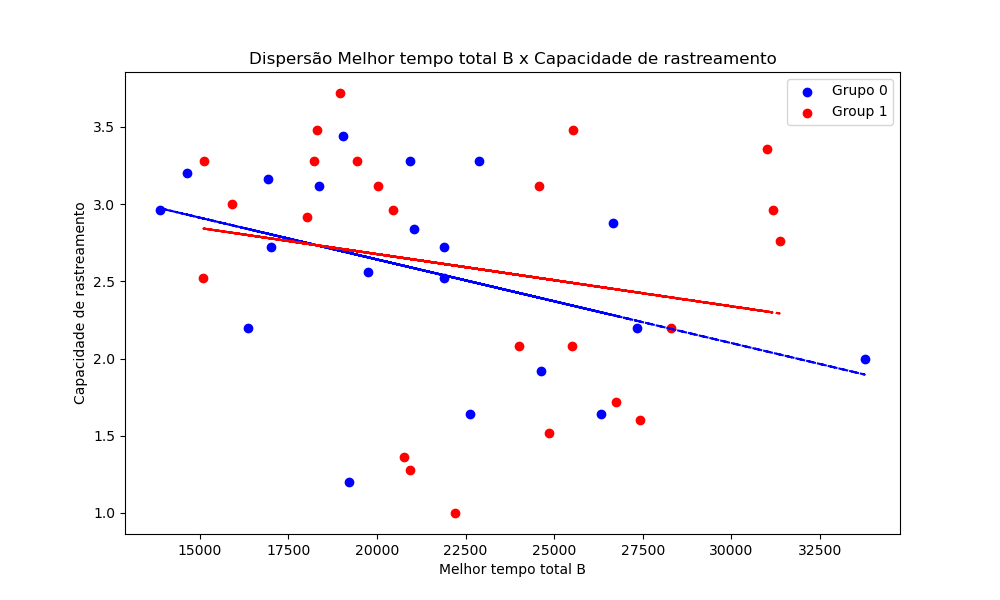 Dispersão Melhor tempo total B x Capacidade de rastreamento
Grupo 0
Group 1
Capacidade de rastreamento
3.5
3.0
2.5
2.0
1.5
1.0
15000 17500 20000 22500 25000 27500 30000 32500
Melhor tempo total B